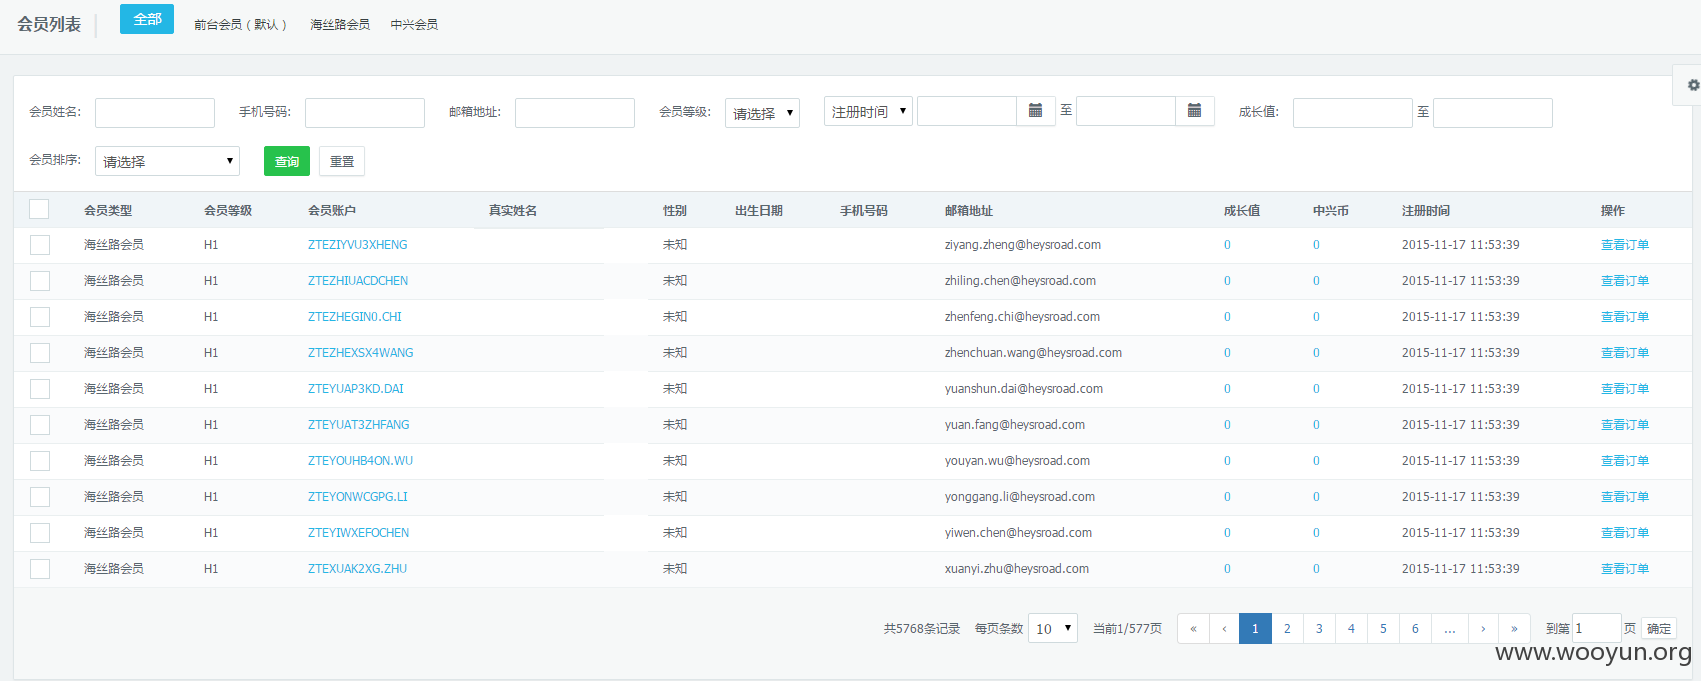 会员列表 全部 前台会员（默认） 海丝路会员 中兴会员
会员姓名: 手机号码: 邮箱地址: 会员等级: 请选择 注册时间 至 成长值: 至
会员排序: 请选择 查询 重置
会员类型 会员等级 会员账户 真实姓名 性别 出生日期 手机号码 邮箱地址 成长值 中兴币 注册时间 操作
海丝路会员 H1 ZTEZIYVU3XHENG 未知 ziyang.zheng@heysroad.com 0 0 2015-11-17 11:53:39 查看订单
海丝路会员 H1 ZTEZHIUACDCHEN 未知 zhiling.chen@heysroad.com 0 0 2015-11-17 11:53:39 查看订单
海丝路会员 H1 ZTEZHEGIN0.CHI 未知 zhenfeng.chi@heysroad.com 0 0 2015-11-17 11:53:39 查看订单
海丝路会员 H1 ZTEZHEXSX4WANG 未知 zhenchuan.wang@heysroad.com 0 0 2015-11-17 11:53:39 查看订单
海丝路会员 H1 ZTEYUAP3KD.DAI 未知 yuanshun.dai@heysroad.com 0 0 2015-11-17 11:53:39 查看订单
海丝路会员 H1 ZTEYUAT3ZHFANG 未知 yuan.fang@heysroad.com 0 0 2015-11-17 11:53:39 查看订单
海丝路会员 H1 ZTEYOUHB4ON.WU 未知 youyan.wu@heysroad.com 0 0 2015-11-17 11:53:39 查看订单
海丝路会员 H1 ZTEYONWCGPG.LI 未知 yonggang.li@heysroad.com 0 0 2015-11-17 11:53:39 查看订单
海丝路会员 H1 ZTEYIWXEFOCHEN 未知 yiwen.chen@heysroad.com 0 0 2015-11-17 11:53:39 查看订单
海丝路会员 H1 ZTEXUAK2XG.ZHU 未知 xuanyi.zhu@heysroad.com 0 0 2015-11-17 11:53:39 查看订单
共5768条记录 每页条数 10 当前1/577页 « ‹ 1 2 3 4 5 6 ... › » 到第 1 页 确定
www.wooyun.org